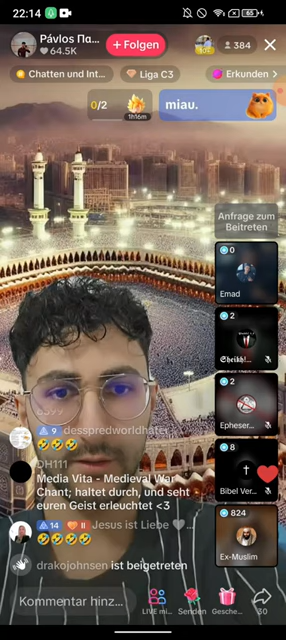 22:14
65
Pávlos Πα...
64.5K
+ Folgen
384
Chatten und Int...
Liga C3
Erkunden >
0/2
1h16m
miau.
Anfrage zum
Beitreten
0
Emad
2
𝕾𝖍𝖊𝖎𝖐𝖍!...
2
Epheser...
8
Bibel Ver...
824
Ex-Muslim
9 desspredworldhater
🤣🤣🤣
DH111
Media Vita - Medieval War
Chant; haltet durch, und seht
euren Geist erleuchtet <3
14 Jesus ist Liebe
🤣🤣🤣
drakojohnsen ist beigetreten
Kommentar hinz...
LIVE mi...
Senden
Gesche...
30